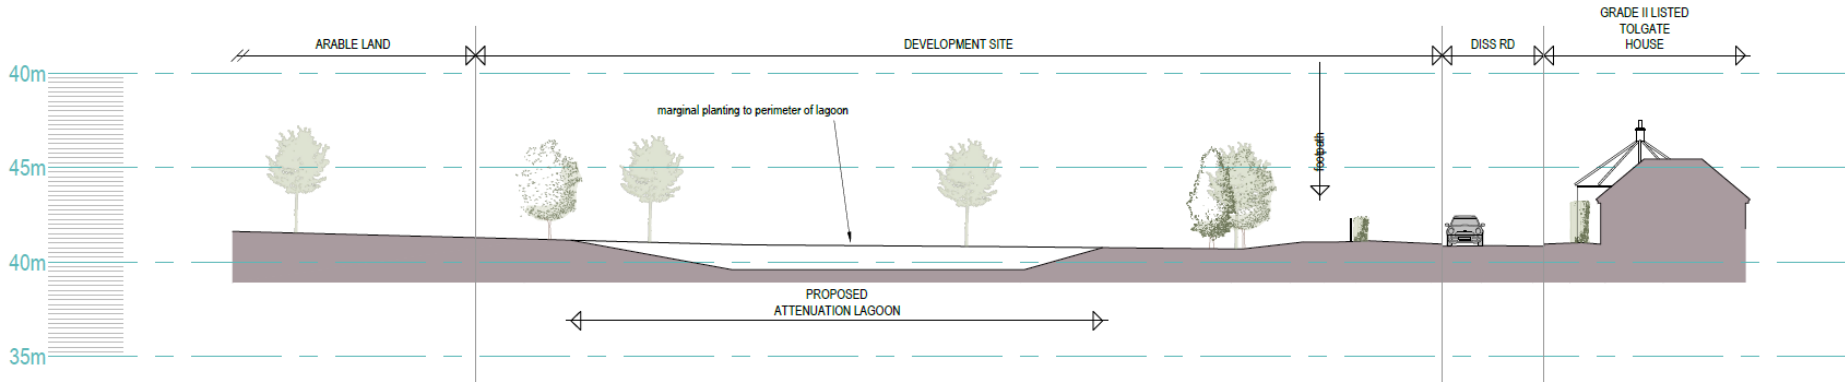 GRADE II LISTED
TOLGATE
HOUSE
ARABLE LAND
DEVELOPMENT SITE
DISS RD
40m
marginal planting to perimeter of lagoon
footpath
45m
40m
PROPOSED
ATTENUATION LAGOON
35m